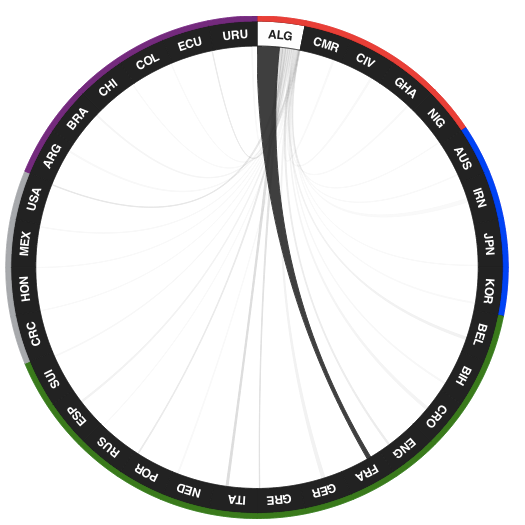 ALG
CMR
CIV
GHA
NIG
AUS
IRN
JPN
KOR
BEL
BIH
CRO
ENG
FRA
GER
GRE
ITA
NED
POR
RUS
ESP
SUI
CRC
HON
MEX
USA
ARG
BRA
CHI
COL
ECU
URU